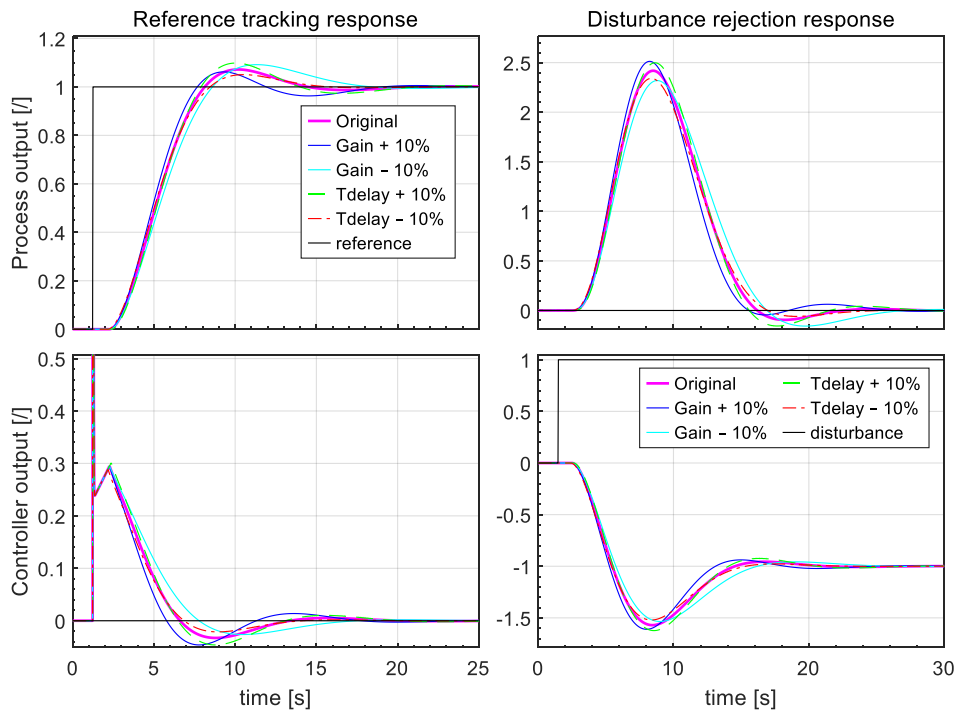 Reference tracking response
Disturbance rejection response
Process output [/]
1.2
1
0.8
0.6
0.4
0.2
0
Original
Gain + 10%
Gain − 10%
Tdelay + 10%
Tdelay − 10%
reference
2.5
2
1.5
1
0.5
0
Controller output [/]
0.5
0.4
0.3
0.2
0.1
0
0 5 10 15 20 25
time [s]
1
0.5
0
-0.5
-1
-1.5
Original Tdelay + 10%
Gain + 10% Tdelay − 10%
Gain − 10% disturbance
0 10 20 30
time [s]